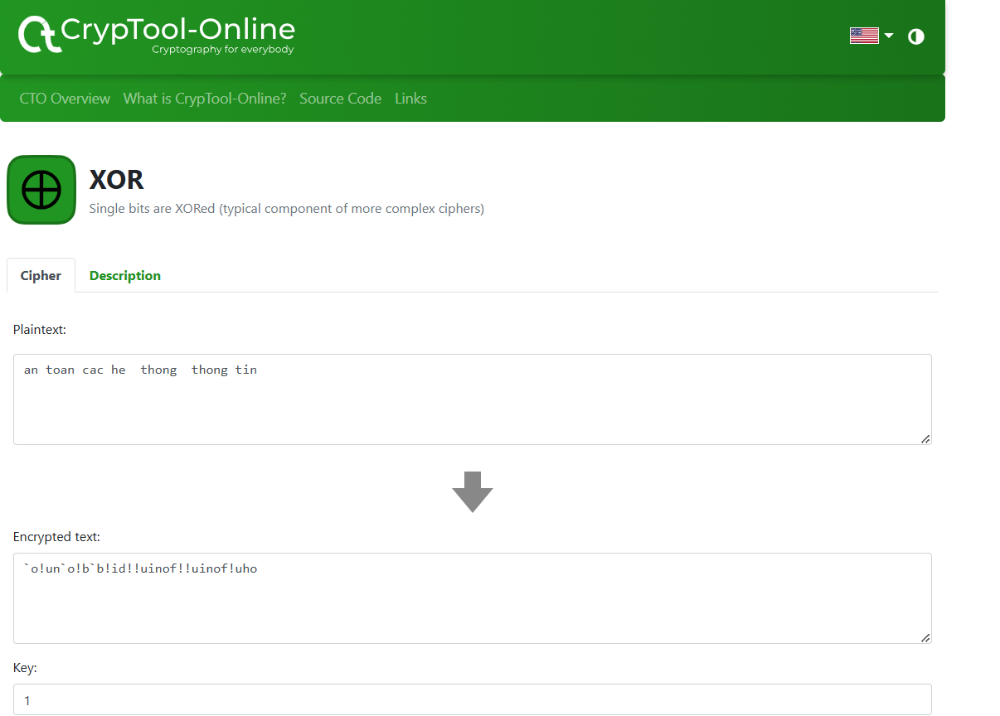 CrypTool-Online
Cryptography for everybody
CTO Overview What is CrypTool-Online? Source Code Links
XOR
Single bits are XORed (typical component of more complex ciphers)
Cipher Description
Plaintext:
an toan cac he  thong  thong tin
Encrypted text:
`o!un`o!b`b!id!!uinof!!uinof!uho
Key:
1